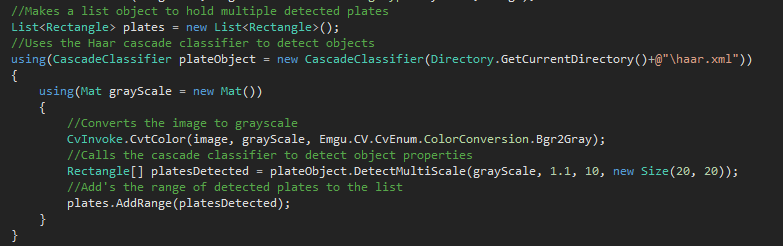 //Makes a list object to hold multiple detected plates
List<Rectangle> plates = new List<Rectangle>();
//Uses the Haar cascade classifier to detect objects
using(CascadeClassifier plateObject = new CascadeClassifier(Directory.GetCurrentDirectory()+@"\haar.xml"))
{
using(Mat grayScale = new Mat())
{
//Converts the image to grayscale
CvInvoke.CvtColor(image, grayScale, Emgu.CV.CvEnum.ColorConversion.Bgr2Gray);
//Calls the cascade classifier to detect object properties
Rectangle[] platesDetected = plateObject.DetectMultiScale(grayScale, 1.1, 10, new Size(20, 20));
//Add's the range of detected plates to the list
plates.AddRange(platesDetected);
}
}